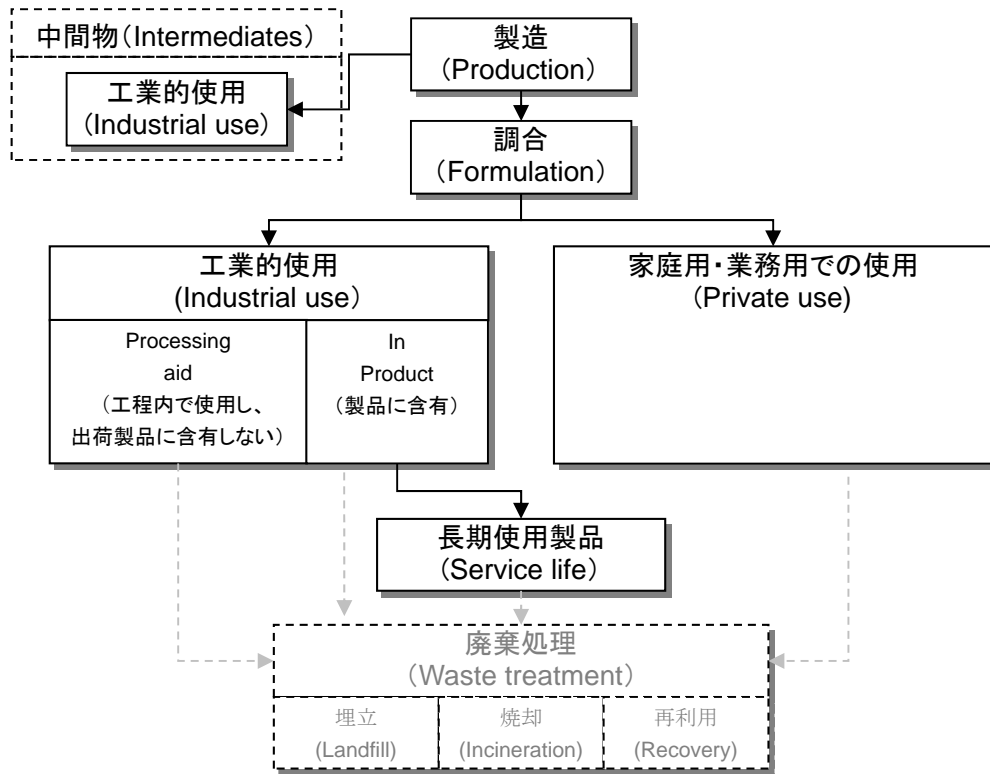 中間物(Intermediates)
工業的使用
(Industrial use)
製造
(Production)
調合
(Formulation)
工業的使用
(Industrial use)
Processing
aid
(工程内で使用し、
出荷製品に含有しない)
In
Product
(製品に含有)
家庭用・業務用での使用
(Private use)
長期使用製品
(Service life)
廃棄処理
(Waste treatment)
埋立
(Landfill)
焼却
(Incineration)
再利用
(Recovery)